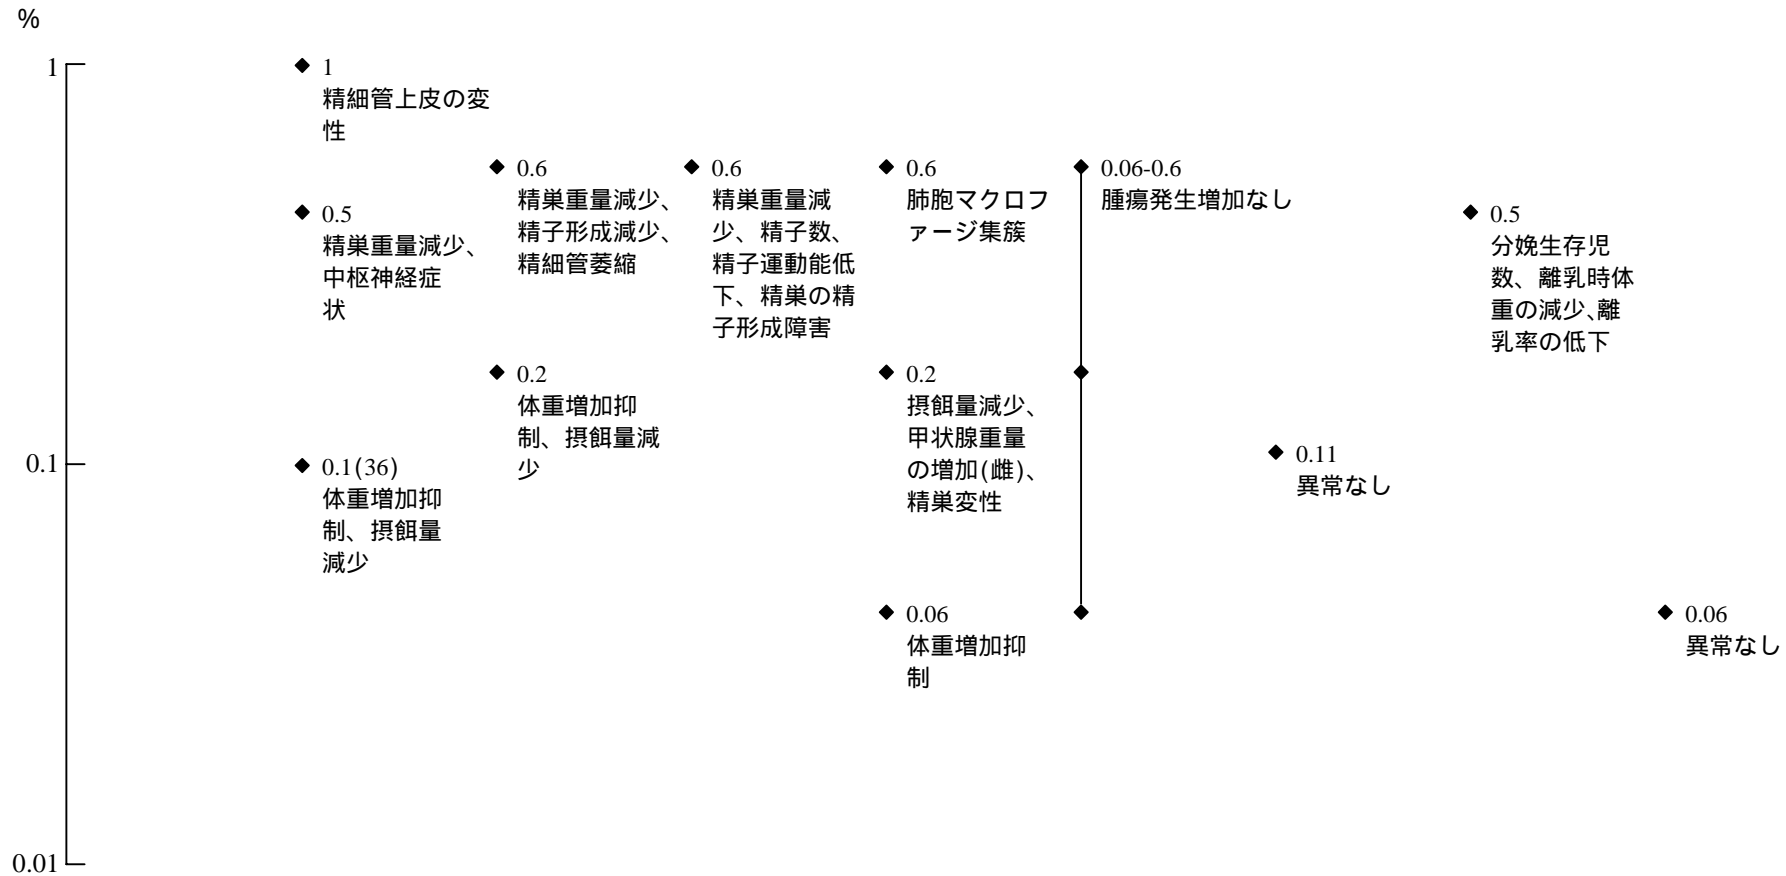 %
1
0.1
0.01
1
精細管上皮の変
性
0.5
精巣重量減少、
中枢神経症
状
0.1(36)
体重増加抑
制、摂餌量
減少
0.6
精巣重量減少、
精子形成減少、
精細管萎縮
0.2
体重増加抑
制、摂餌量減
少
0.6
精巣重量減
少、精子数、
精子運動能低
下、精巣の精
子形成障害
0.6
肺胞マクロフ
ァージ集簇
0.2
摂餌量減少、
甲状腺重量
の増加(雌)、
精巣変性
0.06
体重増加抑
制
0.06-0.6
腫瘍発生増加なし
0.11
異常なし
0.5
分娩生存児
数、離乳時体
重の減少、離
乳率の低下
0.06
異常なし